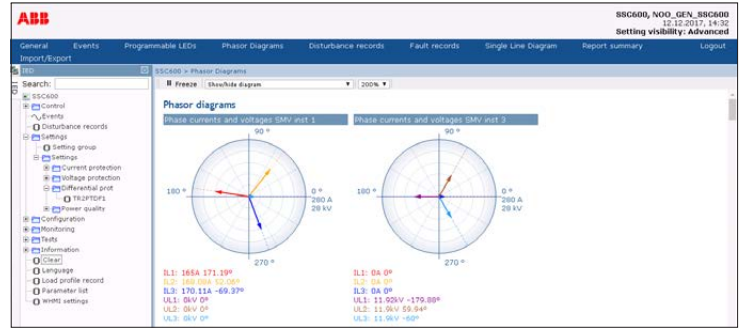 ABB
SSC600, NOO_GEN_SSC600
12.12.2017, 14:32
Setting visibility: Advanced
General Events Programmable LEDs Phasor Diagrams Disturbance records Fault records Single Line Diagram Report summary Logout
Import/Export
IED
SSC600 > Phasor Diagrams
Search:
Freeze Show/hide diagram 200%
SSC600
Control
Events
Disturbance records
Settings
Setting group
Settings
Current protection
Voltage protection
Differential prot
TR2PTDF1
Power quality
Configuration
Monitoring
Tests
Information
Clear
Language
Load profile record
Parameter list
WHMI settings
Phasor diagrams
Phase currents and voltages SMV inst 1
90 °
180 °
0 °
280 A
28 kV
270 °
IL1: 165A 171.19°
IL3: 170.11A -69.37°
UL1: 0kV 0°
UL2: 0kV 0°
UL3: 0kV 0°
Phase currents and voltages SMV inst 3
90 °
180 °
0 °
280 A
28 kV
270 °
IL1: 0A 0°
IL2: 0A 0°
IL3: 0A 0°
UL1: 11.92kV -179.88°
UL2: 11.9kV 59.94°
UL3: 11.9kV -60°